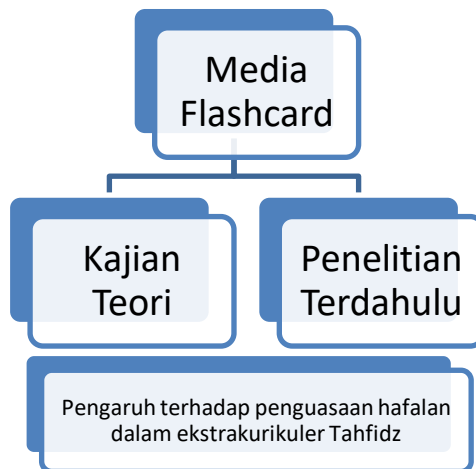 Media
Flashcard
Kajian
Teori
Penelitian
Terdahulu
Pengaruh terhadap penguasaan hafalan
dalam ekstrakurikuler Tahfidz